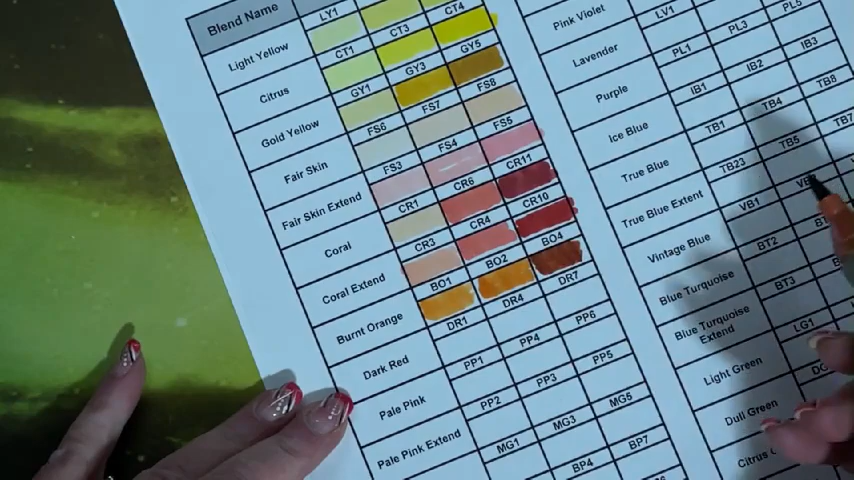 Blend Name
LY1
Light Yellow
CT1 CT3 CT4
Citrus
GY1 GY3 GY5
Gold Yellow
FS6 FS7 FS8
Fair Skin
FS3 FS4 FS5
Fair Skin Extend
CR1 CR6 CR11
Coral
CR3 CR4 CR10
Coral Extend
BO1 BO2 BO4
Burnt Orange
DR1 DR4 DR7
Dark Red
PP1 PP4 PP6
Pale Pink
PP2 PP3 PP5
Pale Pink Extend
MG1 MG3 MG5
BP4 BP7
Pink Violet
LV1
Lavender
PL1 PL3 PL5
Purple
IB1 IB2 IB3
Ice Blue
TB1 TB4 TB8
True Blue
TB23 TB5 TB7
True Blue Extend
VB1
Vintage Blue
BT2
Blue Turquoise
BT3
Blue Turquoise
Extend
LG1
Light Green
Dull Green